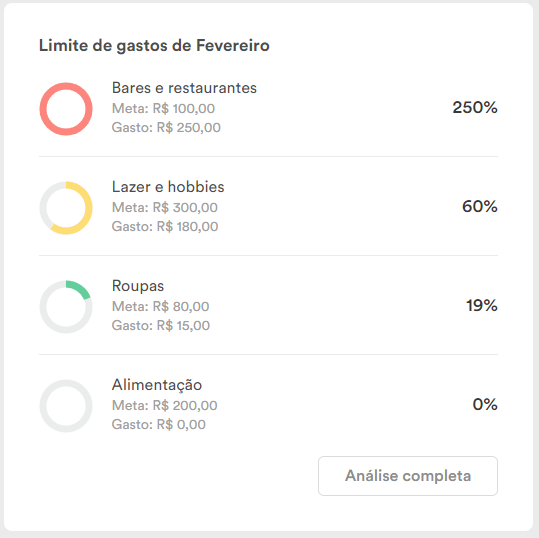 Limite de gastos de Fevereiro
Bares e restaurantes
Meta: R$ 100,00
Gasto: R$ 250,00
250%
Lazer e hobbies
Meta: R$ 300,00
Gasto: R$ 180,00
60%
Roupas
Meta: R$ 80,00
Gasto: R$ 15,00
19%
Alimentação
Meta: R$ 200,00
Gasto: R$ 0,00
0%
Análise completa